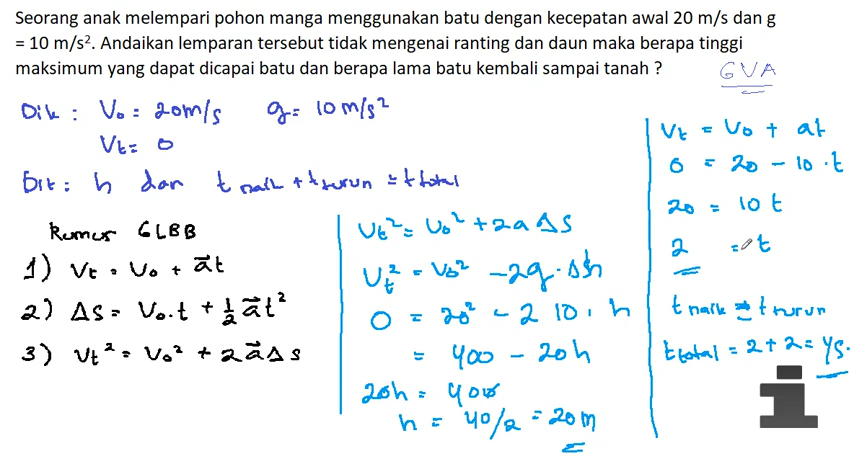 Seorang anak melempari pohon manga menggunakan batu dengan kecepatan awal 20 m/s dan g
= 10 m/s². Andaikan lemparan tersebut tidak mengenai ranting dan daun maka berapa tinggi
maksimum yang dapat dicapai batu dan berapa lama batu kembali sampai tanah ?
GVA
Dik : V₀ = 20m/s g = 10 m/s²
Vt = 0
Dit : h dan t naik + t turun = t total
Rumus GLBB
1) Vt = V₀ + at
2) ΔS = V₀.t + 1/2 at²
3) Vt² = V₀² + 2aΔS
Vt² = V₀² + 2a ΔS
Vt² = V₀² - 2g . Δh
0 = 20² - 2 10 . h
= 400 - 20h
20h = 400
h = 40/2 = 20m
Vt = V₀ + at
0 = 20 - 10 . t
20 = 10 t
2 = t
t naik = t turun
t total = 2 + 2 = 4s.
i